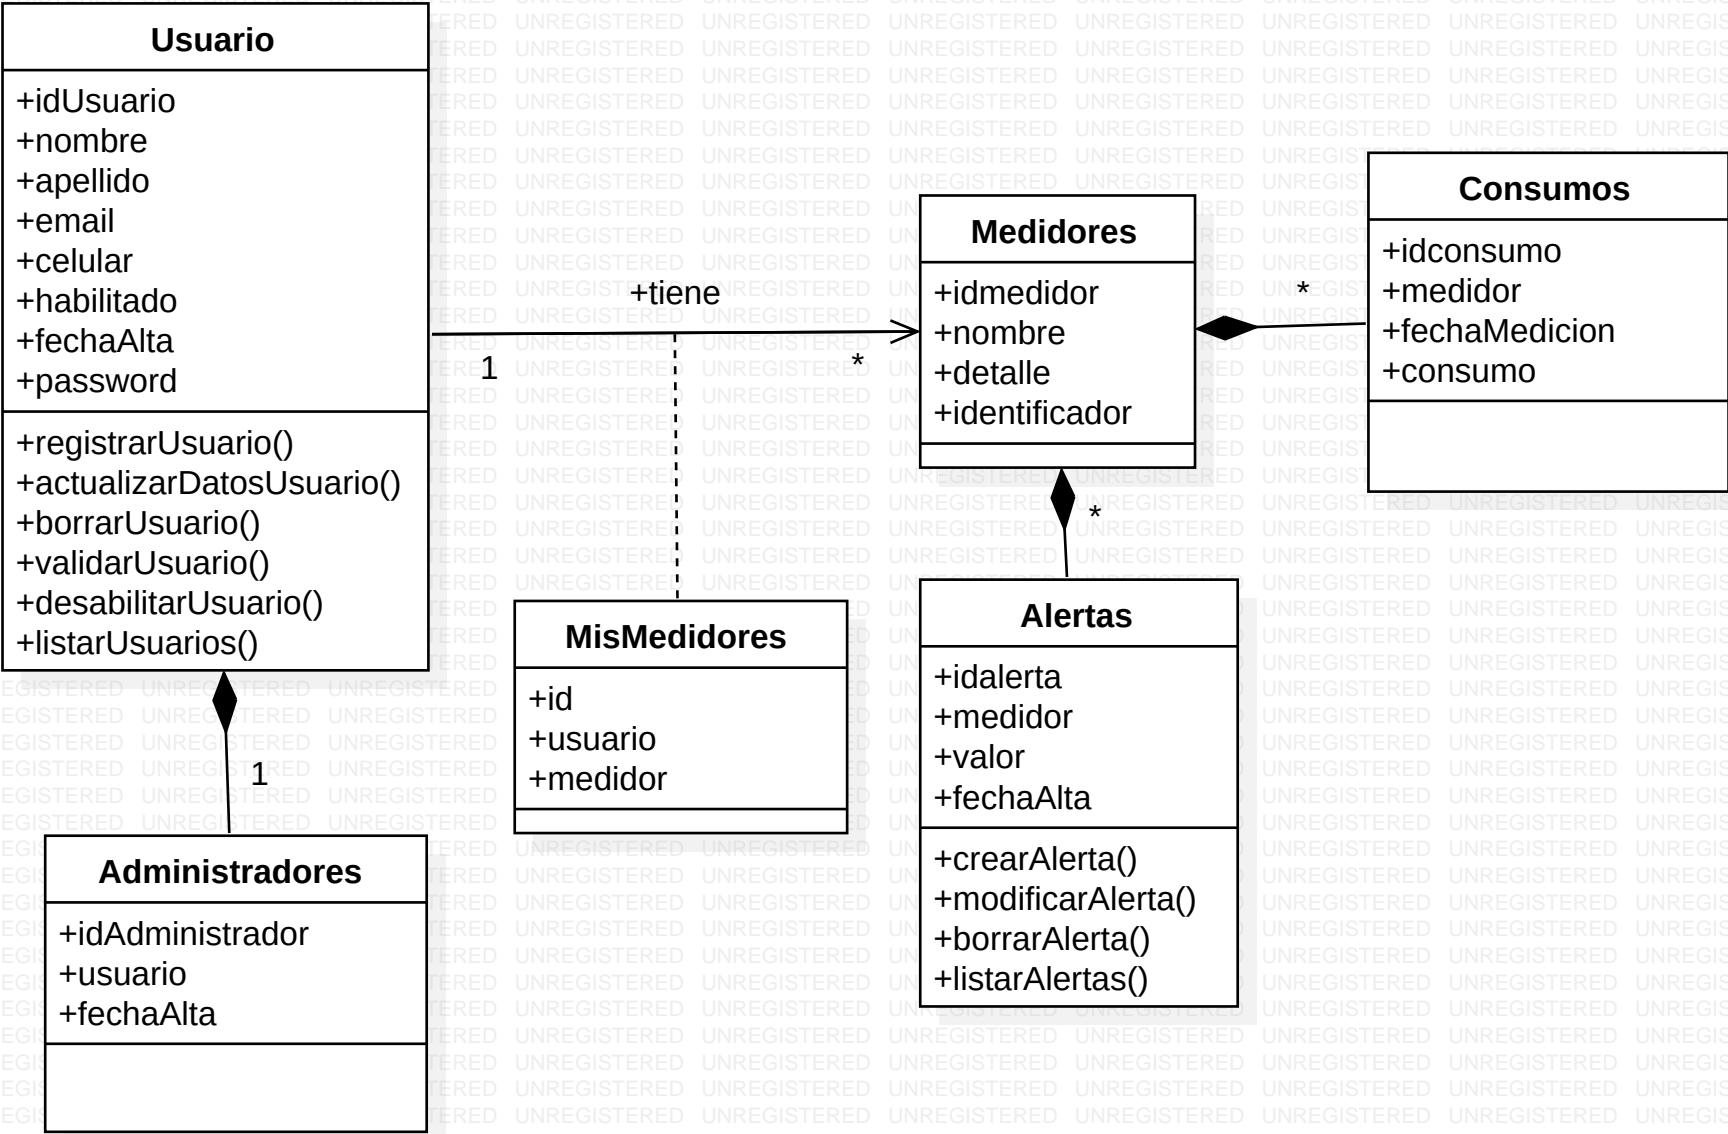 Usuario
+idUsuario
+nombre
+apellido
+email
+celular
+habilitado
+fechaAlta
+password
+registrarUsuario()
+actualizarDatosUsuario()
+borrarUsuario()
+validarUsuario()
+desabilitarUsuario()
+listarUsuarios()
+tiene
1
*
Medidores
+idmedidor
+nombre
+detalle
+identificador
*
Consumos
+idconsumo
+medidor
+fechaMedicion
+consumo
*
1
Administradores
+idAdministrador
+usuario
+fechaAlta
MisMedidores
+id
+usuario
+medidor
Alertas
+idalerta
+medidor
+valor
+fechaAlta
+crearAlerta()
+modificarAlerta()
+borrarAlerta()
+listarAlertas()
UNREGISTERED